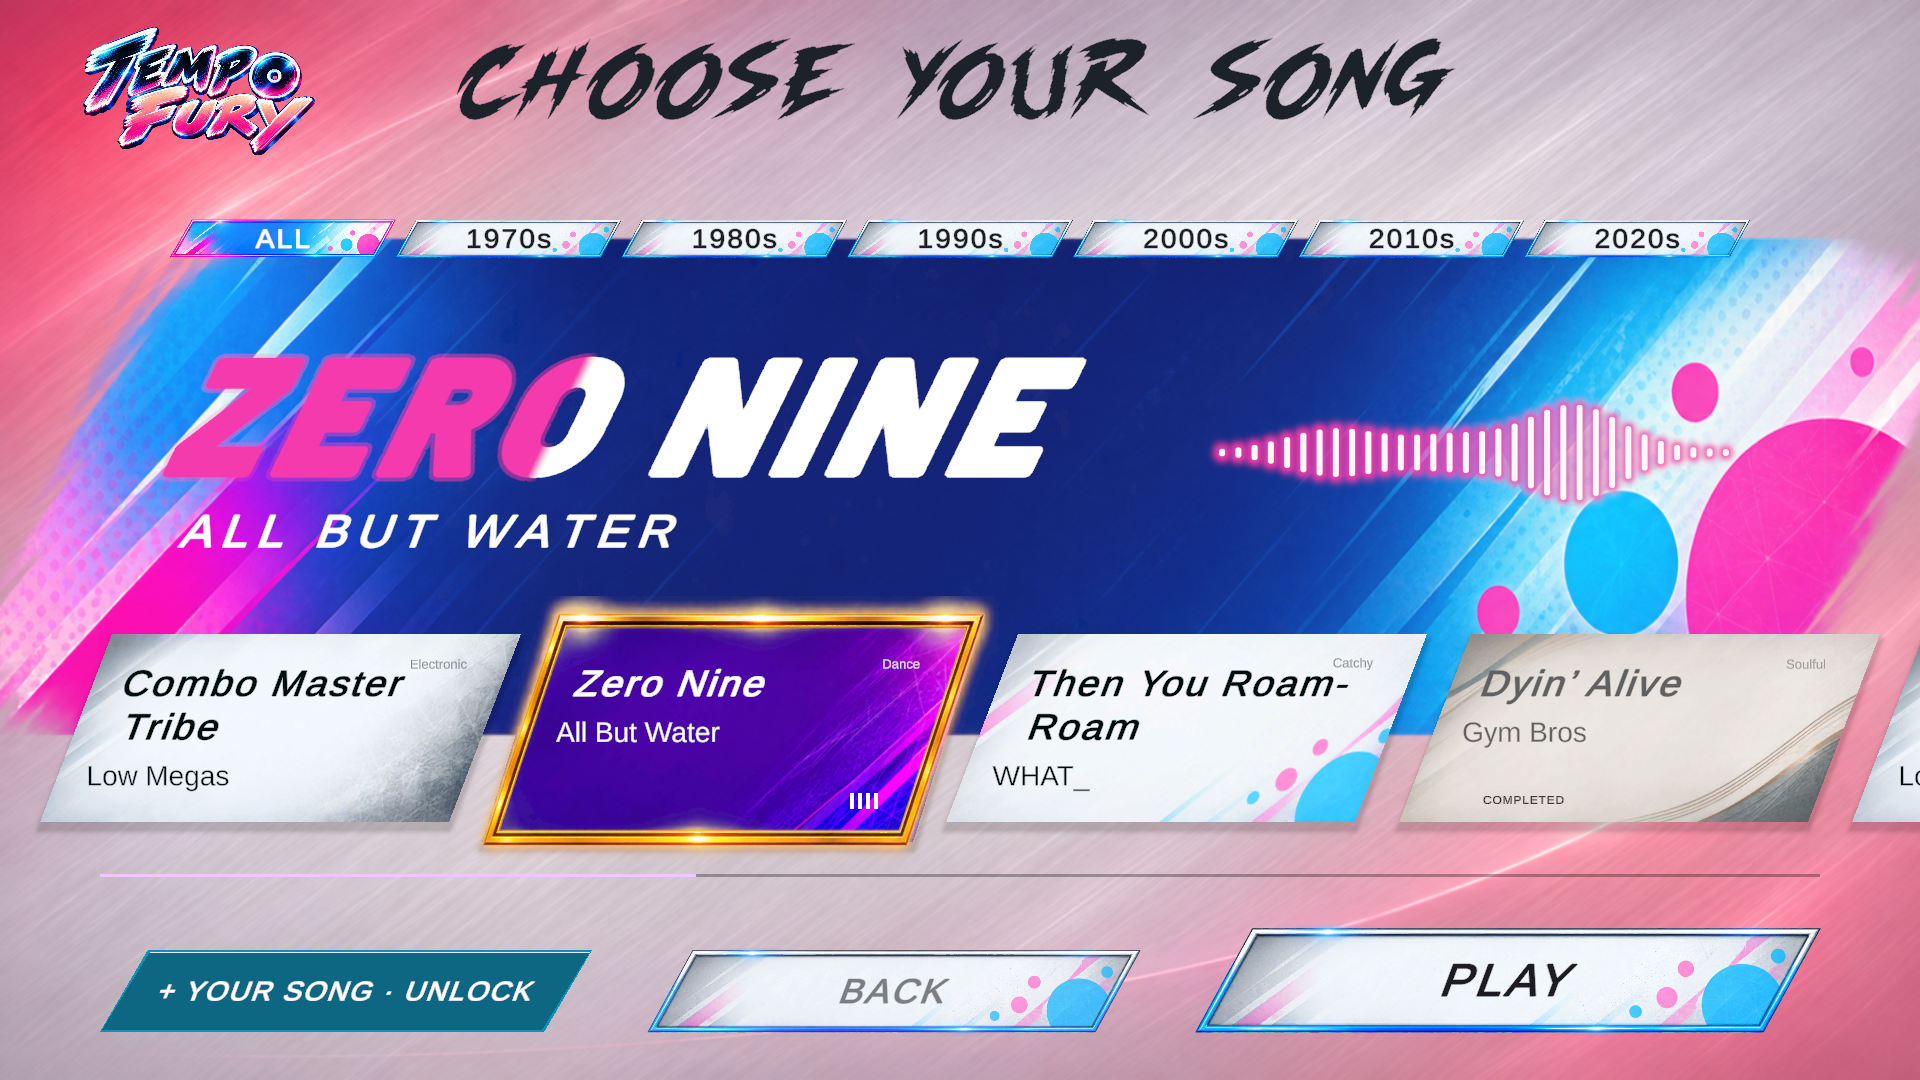 TEMPO
FURY
CHOOSE YOUR SONG
ALL
1970s
1980s
1990s
2000s
2010s
2020s
ZERO NINE
ALL BUT WATER
Combo Master
Tribe
Electronic
Low Megas
Zero Nine
Dance
All But Water
Then You Roam-
Roam
Catchy
WHAT_
Dyin’ Alive
Soulful
Gym Bros
COMPLETED
+ YOUR SONG · UNLOCK
BACK
PLAY